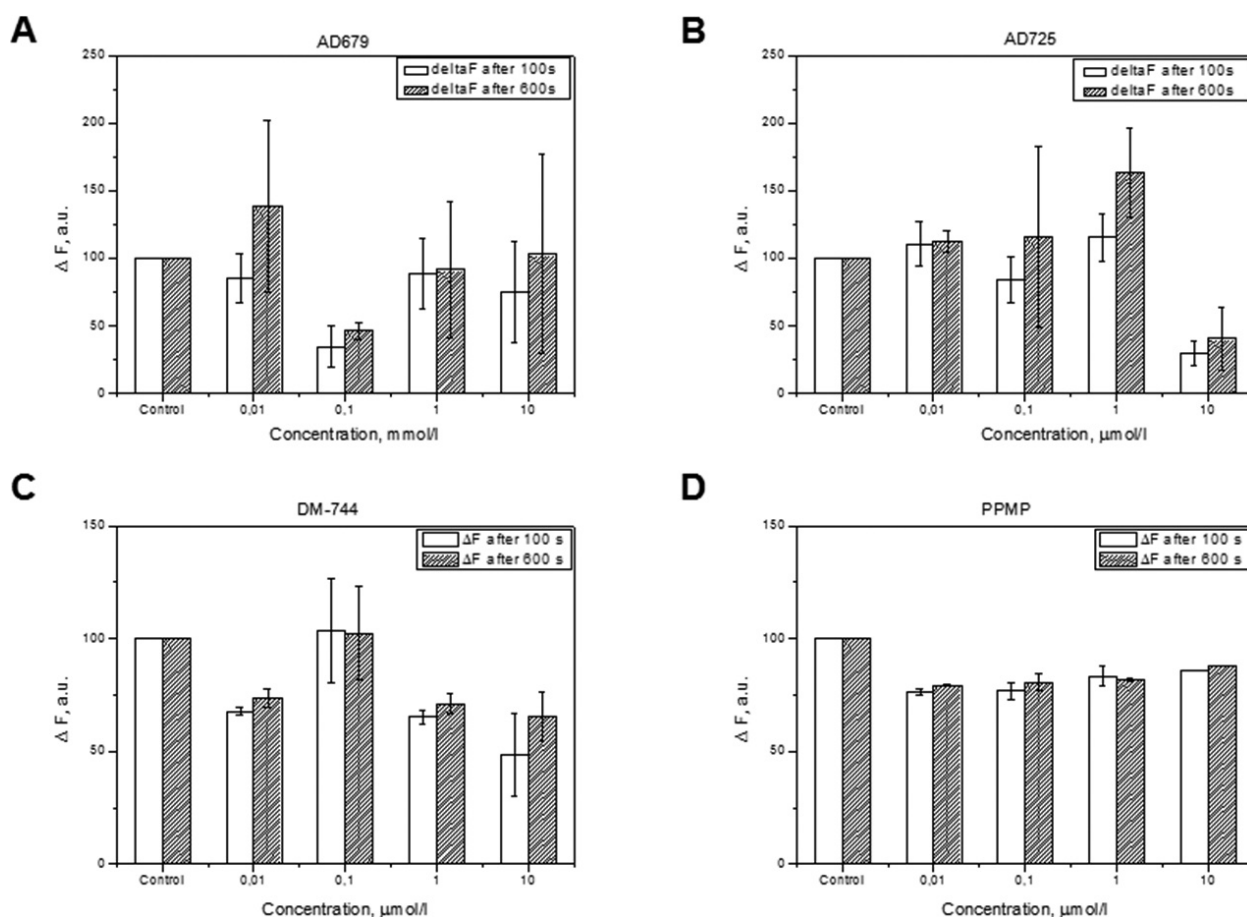 A
AD679
250
200
150
100
50
0
Δ F, a.u.
deltaF after 100s
deltaF after 600s
Control 0,01 0,1 1 10
Concentration, mmol/l
B
AD725
250
200
150
100
50
0
Δ F, a.u.
deltaF after 100s
deltaF after 600s
Control 0,01 0,1 1 10
Concentration, μmol/l
C
DM-744
150
100
50
0
Δ F, a.u.
ΔF after 100 s
ΔF after 600 s
Control 0,01 0,1 1 10
Concentration, μmol/l
D
PPMP
150
100
50
0
Δ F, a.u.
ΔF after 100 s
ΔF after 600 s
Control 0,01 0,1 1 10
Concentration, μmol/l